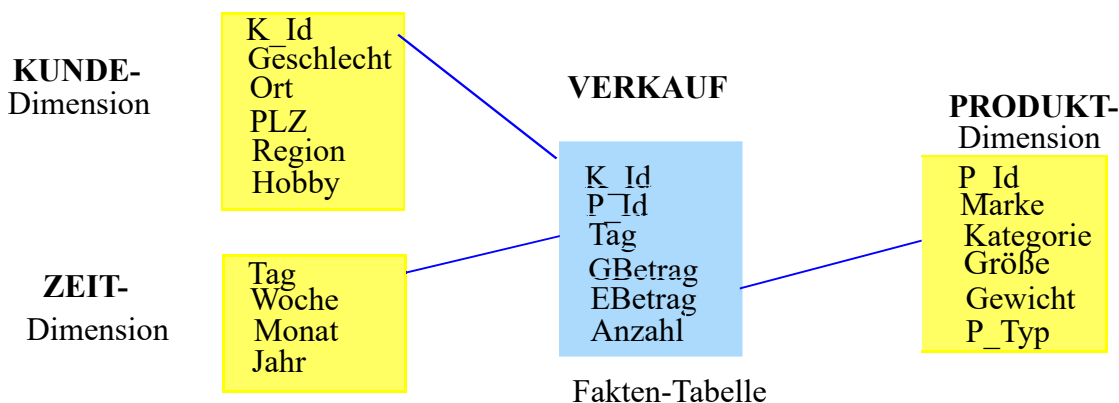 KUNDE-
Dimension
K_Id
Geschlecht
Ort
PLZ
Region
Hobby
ZEIT-
Dimension
Tag
Woche
Monat
Jahr
VERKAUF
K_Id
P_Id
Tag
GBetrag
EBetrag
Anzahl
Fakten-Tabelle
PRODUKT-
Dimension
P_Id
Marke
Kategorie
Größe
Gewicht
P_Typ